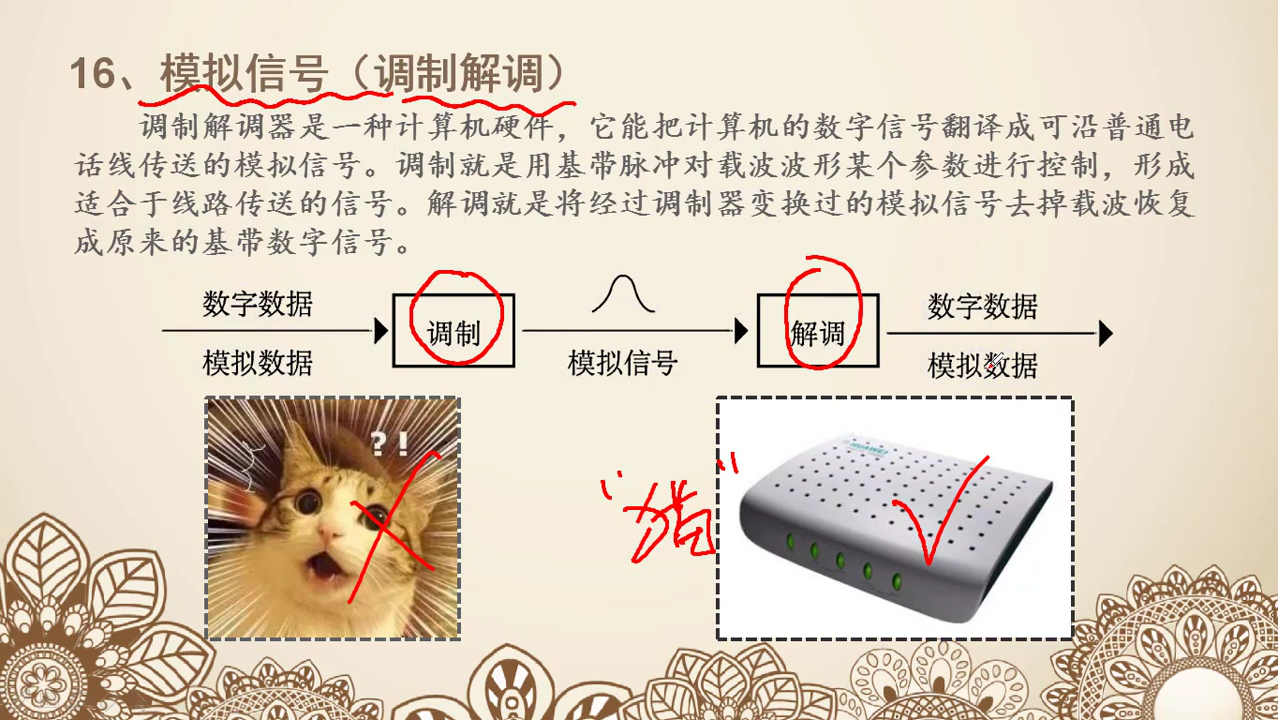 16、模拟信号（调制解调）
调制解调器是一种计算机硬件，它能把计算机的数字信号翻译成可沿普通电
话线传送的模拟信号。调制就是用基带脉冲对载波波形某个参数进行控制，形成
适合于线路传送的信号。解调就是将经过调制器变换过的模拟信号去掉载波恢复
成原来的基带数字信号。
数字数据
模拟数据
调制
模拟信号
解调
数字数据
模拟数据
?!
"猫"
HUAWEI